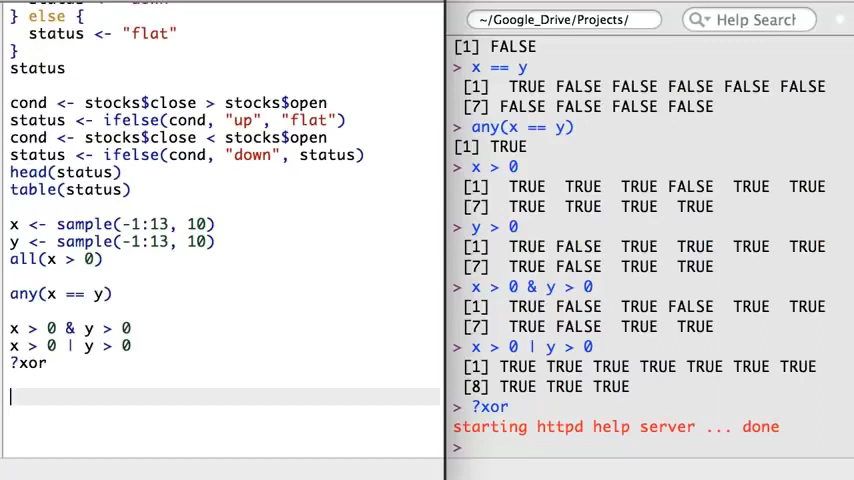 } else {
status <- "flat"
}
status
cond <- stocks$close > stocks$open
status <- ifelse(cond, "up", "flat")
cond <- stocks$close < stocks$open
status <- ifelse(cond, "down", status)
head(status)
table(status)
x <- sample(-1:13, 10)
y <- sample(-1:13, 10)
all(x > 0)
any(x == y)
x > 0 & y > 0
x > 0 | y > 0
?xor
~/Google_Drive/Projects/
Help Search
[1] FALSE
> x == y
[1] TRUE FALSE FALSE FALSE FALSE FALSE
[7] FALSE FALSE FALSE FALSE
> any(x == y)
[1] TRUE
> x > 0
[1] TRUE TRUE TRUE FALSE TRUE TRUE
[7] TRUE TRUE TRUE TRUE
> y > 0
[1] TRUE FALSE TRUE TRUE TRUE TRUE
[7] TRUE FALSE TRUE TRUE
> x > 0 & y > 0
[1] TRUE FALSE TRUE FALSE TRUE TRUE
[7] TRUE FALSE TRUE TRUE
> x > 0 | y > 0
[1] TRUE TRUE TRUE TRUE TRUE TRUE TRUE
[8] TRUE TRUE TRUE
> ?xor
starting httpd help server ... done
>